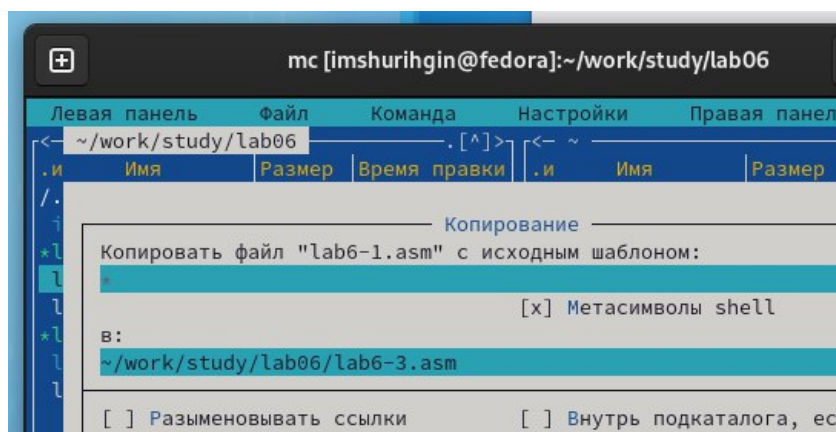 mc [imshurihgin@fedora]:~/work/study/lab06
Левая панель Файл Команда Настройки Правая панел
<— ~/work/study/lab06 .[^]> <— ~
.и Имя Размер Время правки .и Имя Размер
/.
i
*l
l
l
*l
l
l
Копирование
Копировать файл "lab6-1.asm" с исходным шаблоном:
*
[x] Метасимволы shell
в:
~/work/study/lab06/lab6-3.asm
[ ] Разыменовывать ссылки [ ] Внутрь подкаталога, ес